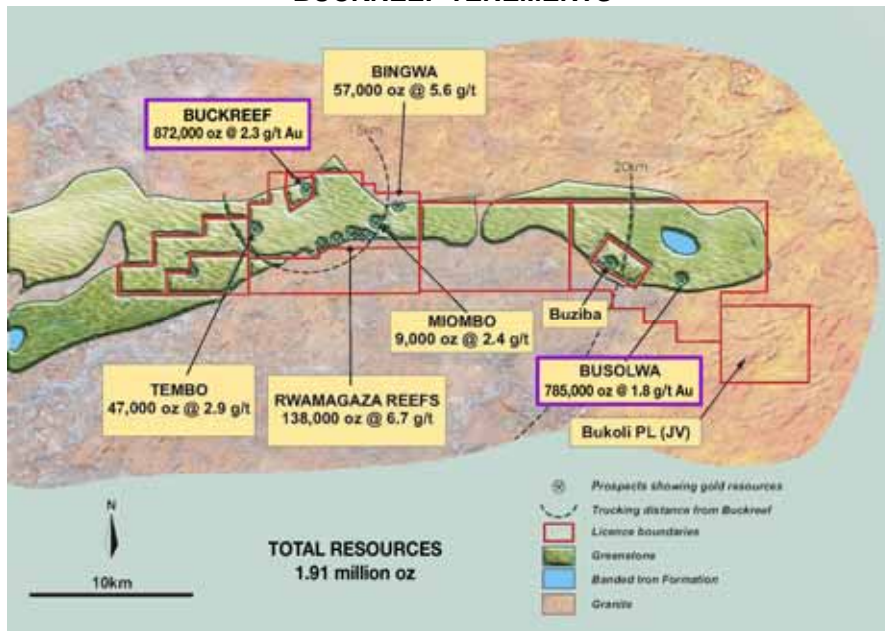 BUCKREEF TENEMENTS
BINGWA
57,000 oz @ 5.6 g/t
BUCKREEF
872,000 oz @ 2.3 g/t Au
15km
20km
Buziba
MIOMBO
9,000 oz @ 2.4 g/t
TEMBO
47,000 oz @ 2.9 g/t
RWAMAGAZA REEFS
138,000 oz @ 6.7 g/t
BUSOLWA
785,000 oz @ 1.8 g/t Au
Bukoli PL (JV)
N
10km
TOTAL RESOURCES
1.91 million oz
Prospects showing gold resources
Trucking distance from Buckreef
Licence boundaries
Greenstone
Banded Iron Formation
Granite